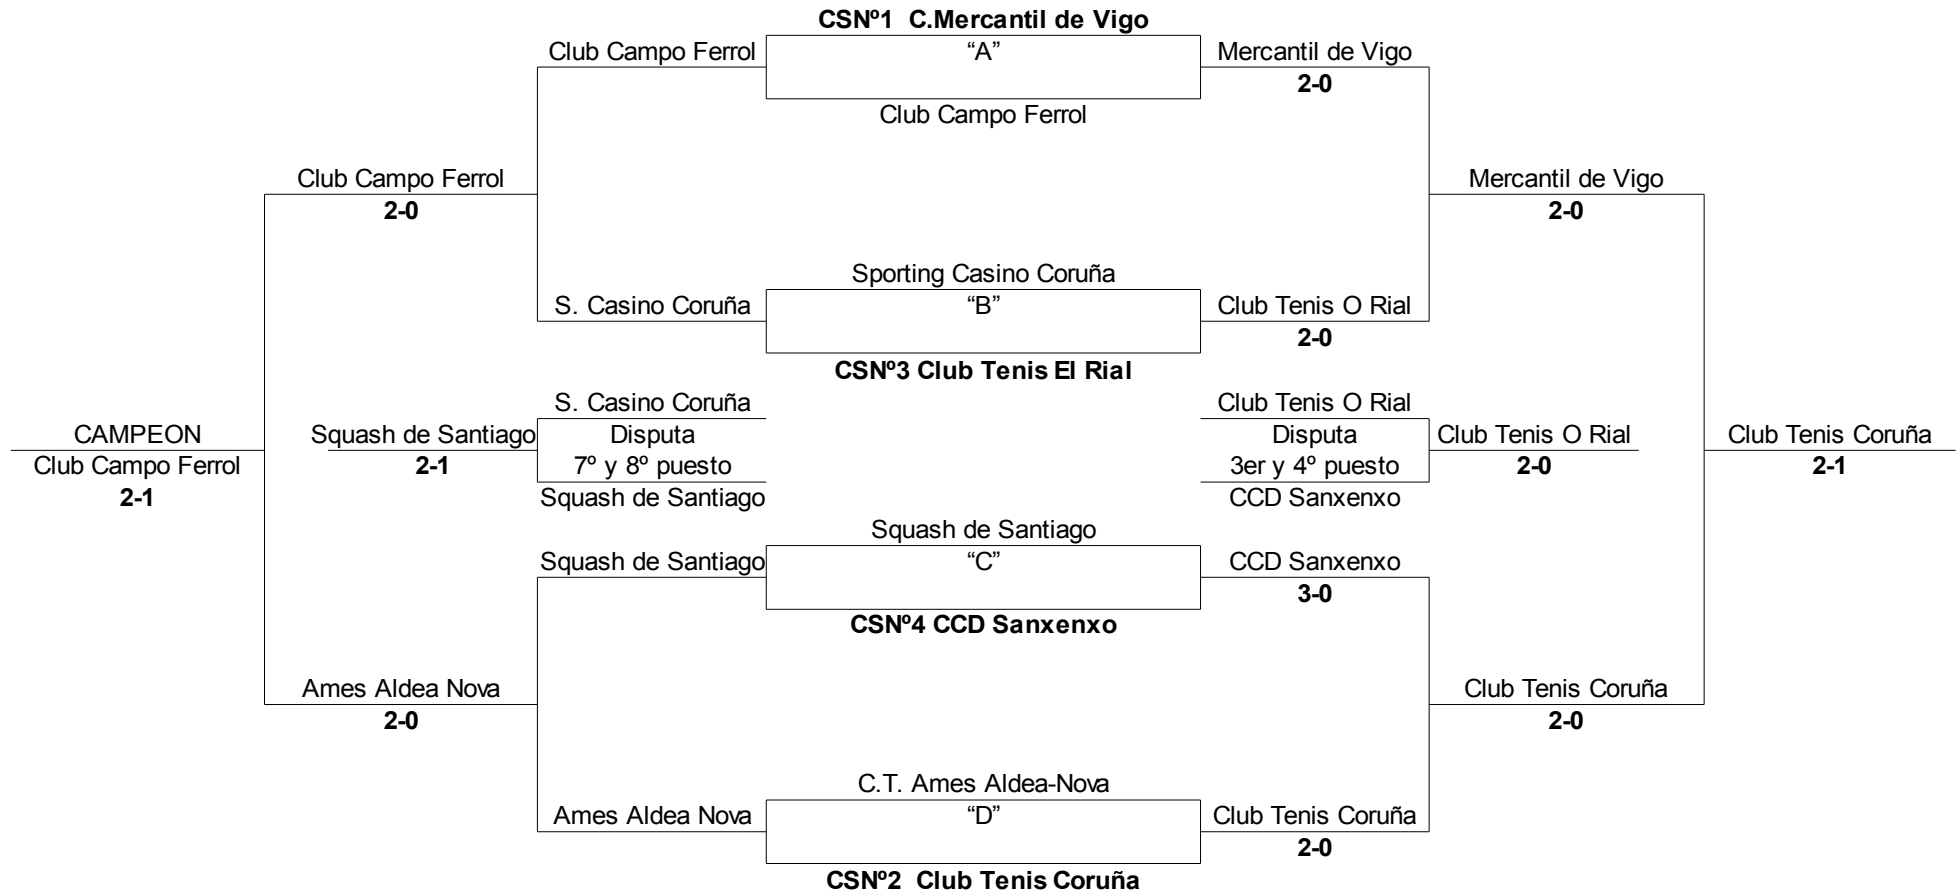 CSNº1  C.Mercantil de Vigo
Club Campo Ferrol
“A”
Mercantil de Vigo
2-0
Club Campo Ferrol
Club Campo Ferrol
2-0
Mercantil de Vigo
2-0
Sporting Casino Coruña
S. Casino Coruña
“B”
Club Tenis O Rial
2-0
CSNº3 Club Tenis El Rial
S. Casino Coruña
Club Tenis O Rial
CAMPEON
Squash de Santiago
Disputa
Disputa
Club Tenis O Rial
Club Tenis Coruña
Club Campo Ferrol
2-1
7º y 8º puesto
3er y 4º puesto
2-0
2-1
2-1
Squash de Santiago
CCD Sanxenxo
Squash de Santiago
Squash de Santiago
“C”
CCD Sanxenxo
3-0
CSNº4 CCD Sanxenxo
Ames Aldea Nova
2-0
Club Tenis Coruña
2-0
C.T. Ames Aldea-Nova
Ames Aldea Nova
“D”
Club Tenis Coruña
2-0
CSNº2  Club Tenis Coruña